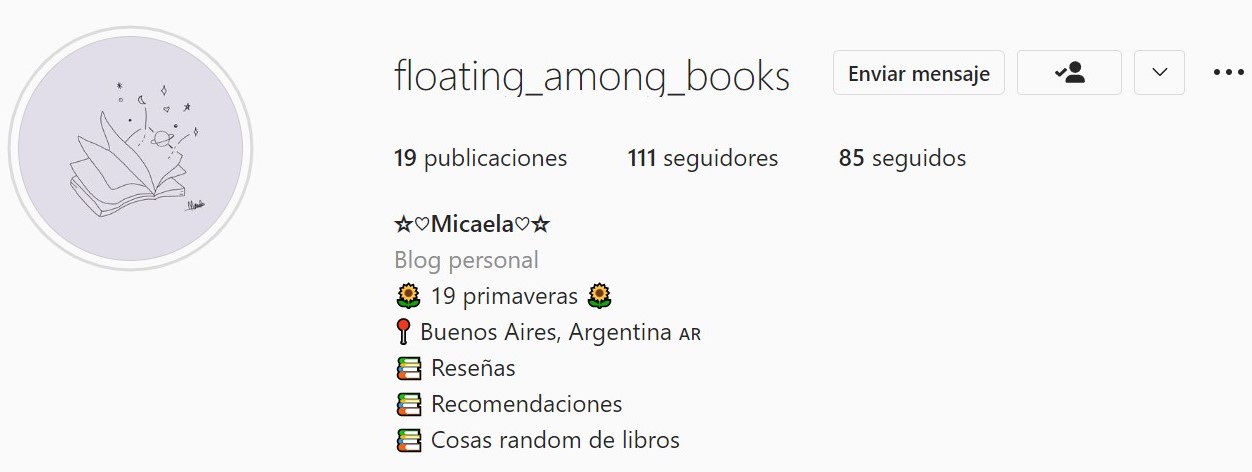 floating_among_books Enviar mensaje
19 publicaciones 111 seguidores 85 seguidos
☆♡Micaela♡☆
Blog personal
🌻 19 primaveras 🌻
📍 Buenos Aires, Argentina AR
📚 Reseñas
📚 Recomendaciones
📚 Cosas random de libros